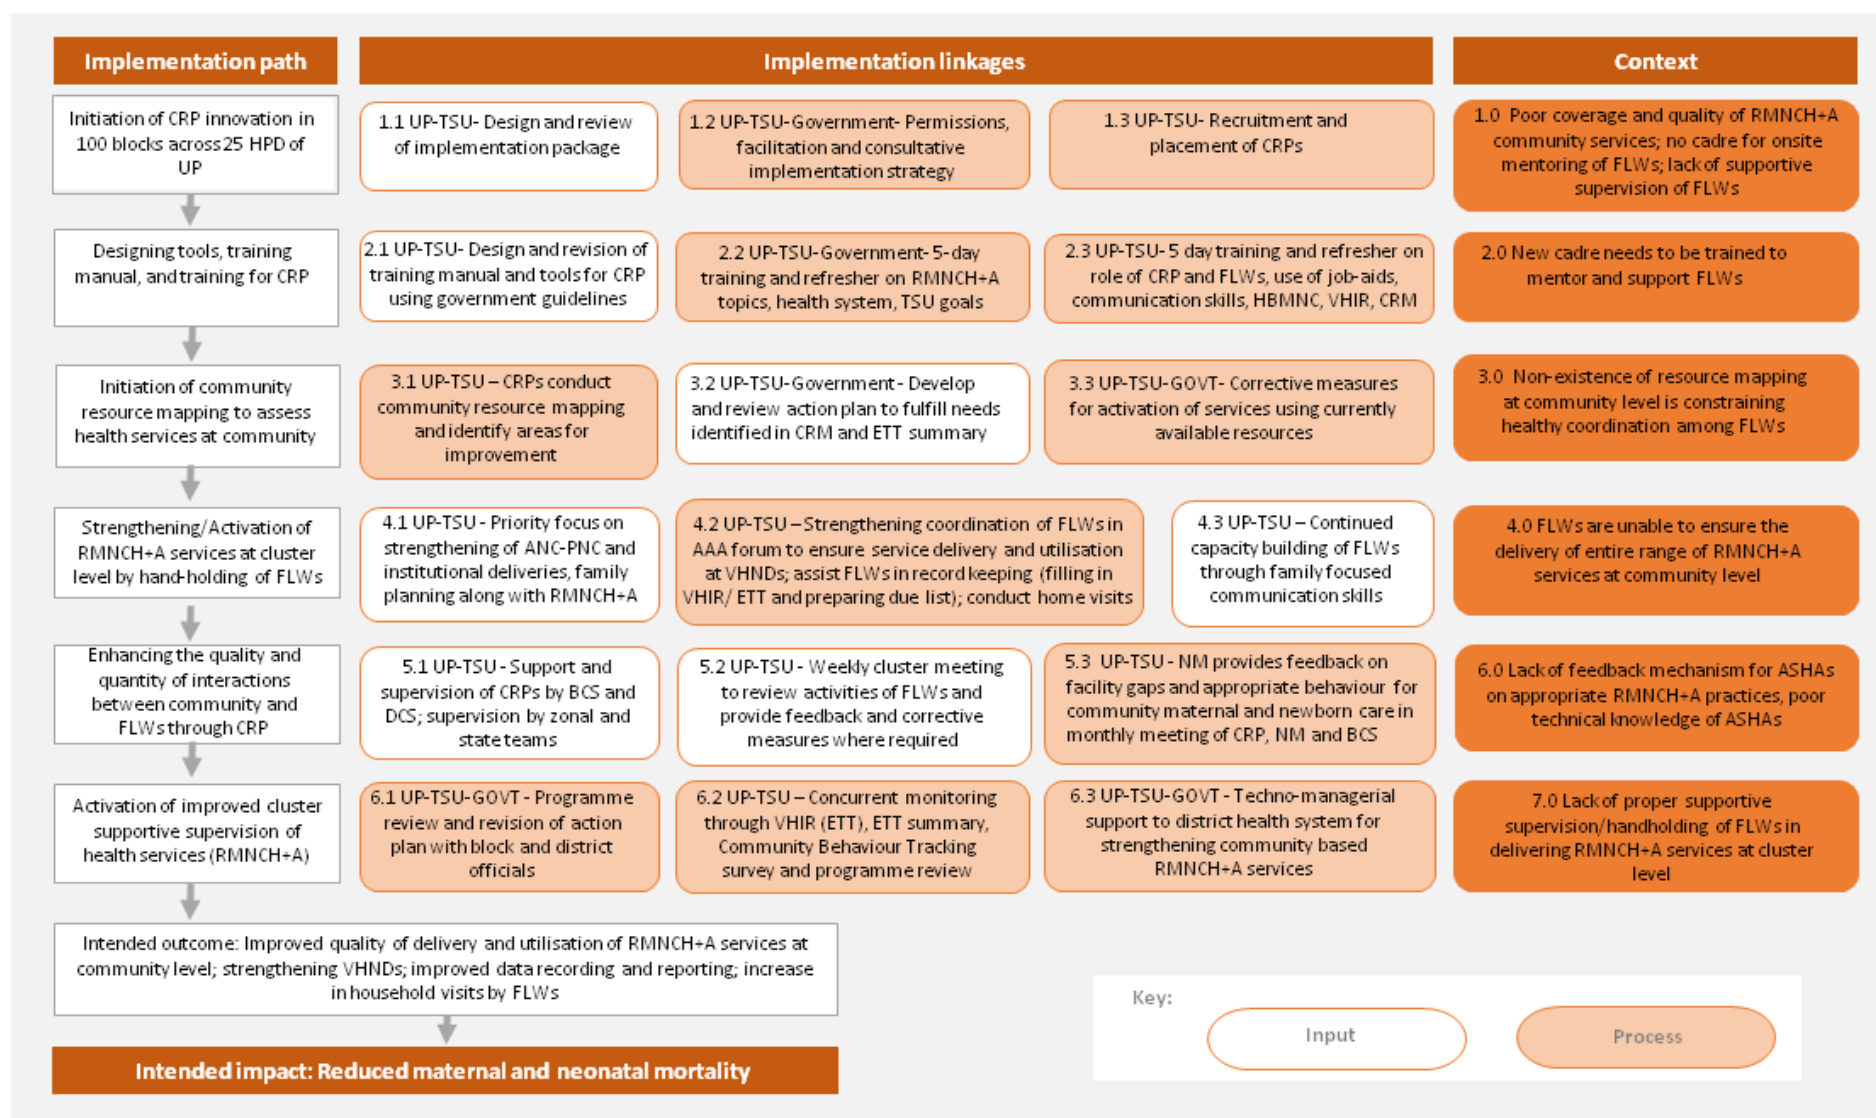 Implementation path
Implementation linkages
Context
Initiation of CRP innovation in
100 blocks across 25 HPD of
UP
1.1 UP-TSU- Design and review
of implementation package
1.2 UP-TSU-Government- Permissions,
facilitation and consultative
implementation strategy
1.3 UP-TSU- Recruitment and
placement of CRPs
1.0 Poor coverage and quality of RMNCH+A
community services; no cadre for onsite
mentoring of FLWs; lack of supportive
supervision of FLWs
Designing tools, training
manual, and training for CRP
2.1 UP-TSU- Design and revision of
training manual and tools for CRP
using government guidelines
2.2 UP-TSU-Government- 5-day
training and refresher on RMNCH+A
topics, health system, TSU goals
2.3 UP-TSU- 5 day training and refresher on
role of CRP and FLWs, use of job-aids,
communication skills, HBMNC, VHIR, CRM
2.0 New cadre needs to be trained to
mentor and support FLWs
Initiation of community
resource mapping to assess
health services at community
3.1 UP-TSU – CRPs conduct
community resource mapping
and identify areas for
improvement
3.2 UP-TSU-Government - Develop
and review action plan to fulfill needs
identified in CRM and ETT summary
3.3 UP-TSU-GOVT- Corrective measures
for activation of services using currently
available resources
3.0 Non-existence of resource mapping
at community level is constraining
healthy coordination among FLWs
Strengthening/Activation of
RMNCH+A services at cluster
level by hand-holding of FLWs
4.1 UP-TSU - Priority focus on
strengthening of ANC-PNC and
institutional deliveries, family
planning along with RMNCH+A
4.2 UP-TSU – Strengthening coordination of FLWs in
AAA forum to ensure service delivery and utilisation
at VHNDs; assist FLWs in record keeping (filling in
VHIR/ ETT and preparing due list); conduct home visits
4.3 UP-TSU – Continued
capacity building of FLWs
through family focused
communication skills
4.0 FLWs are unable to ensure the
delivery of entire range of RMNCH+A
services at community level
Enhancing the quality and
quantity of interactions
between community and
FLWs through CRP
5.1 UP-TSU - Support and
supervision of CRPs by BCS and
DCS; supervision by zonal and
state teams
5.2 UP-TSU - Weekly cluster meeting
to review activities of FLWs and
provide feedback and corrective
measures where required
5.3 UP-TSU - NM provides feedback on
facility gaps and appropriate behaviour for
community maternal and newborn care in
monthly meeting of CRP, NM and BCS
6.0 Lack of feedback mechanism for ASHAs
on appropriate RMNCH+A practices, poor
technical knowledge of ASHAs
Activation of improved cluster
supportive supervision of
health services (RMNCH+A)
6.1 UP-TSU-GOVT - Programme
review and revision of action
plan with block and district
officials
6.2 UP-TSU – Concurrent monitoring
through VHIR (ETT), ETT summary,
Community Behaviour Tracking
survey and programme review
6.3 UP-TSU-GOVT - Techno-managerial
support to district health system for
strengthening community based
RMNCH+A services
7.0 Lack of proper supportive
supervision/handholding of FLWs in
delivering RMNCH+A services at cluster
level
Intended outcome: Improved quality of delivery and utilisation of RMNCH+A services at
community level; strengthening VHNDs; improved data recording and reporting; increase
in household visits by FLWs
Intended impact: Reduced maternal and neonatal mortality
Key:
Input
Process